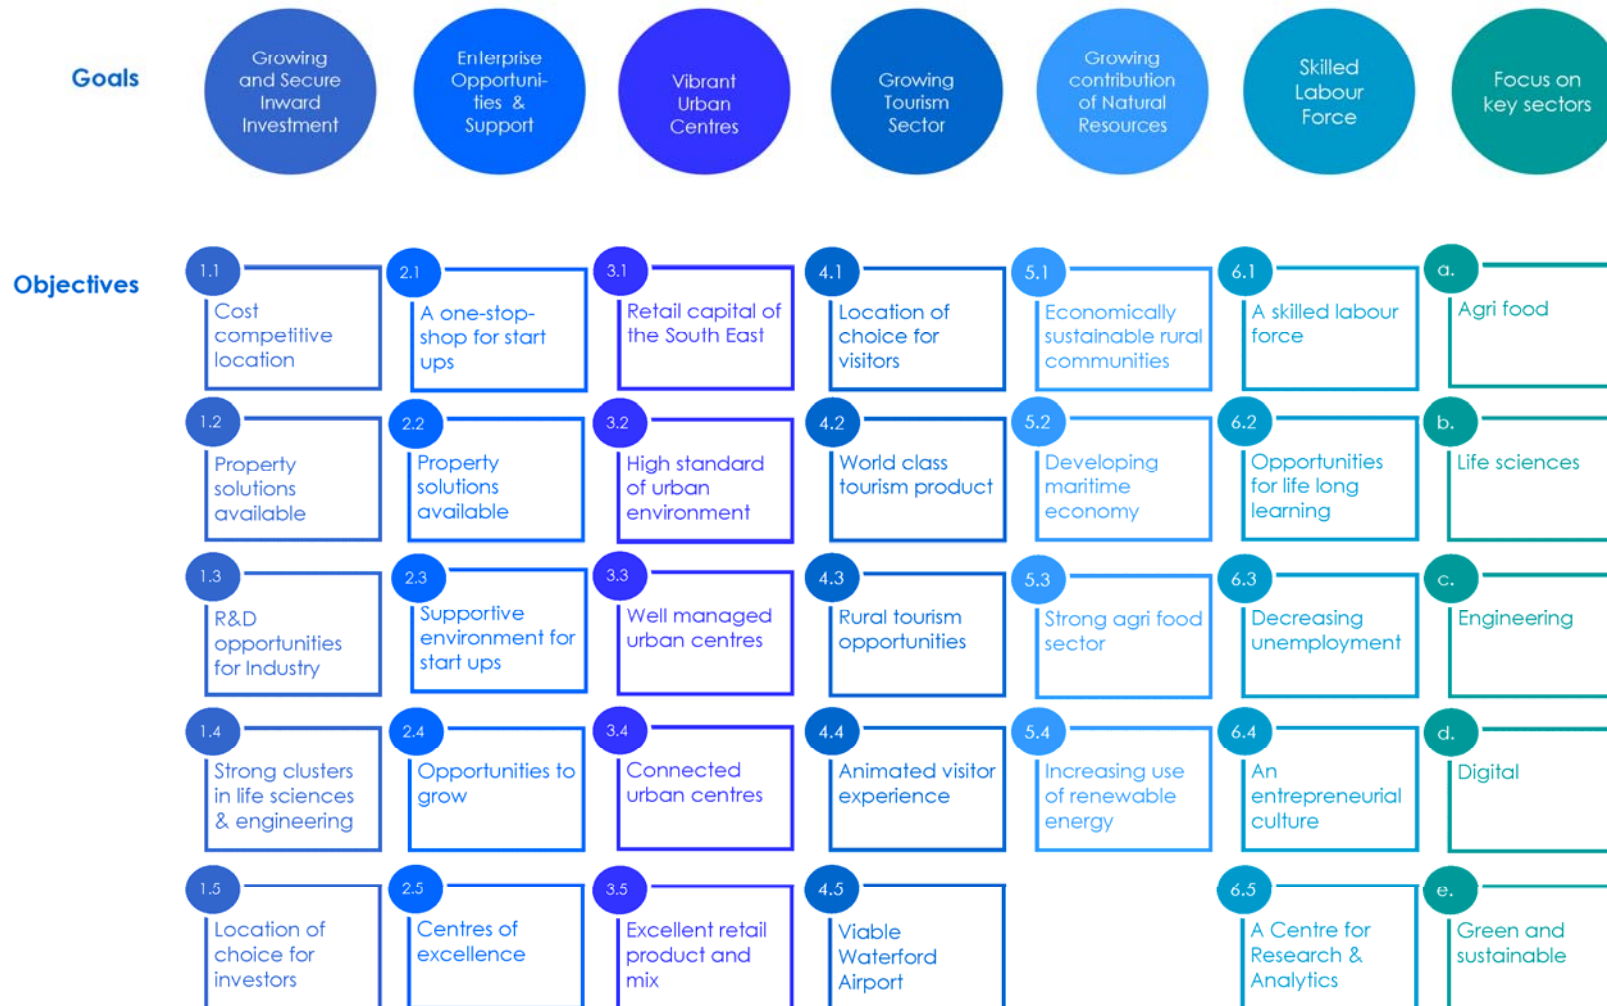 Goals
Growing
and Secure
Inward
Investment
Enterprise
Opportuni-
ties &
Support
Vibrant
Urban
Centres
Growing
Tourism
Sector
Growing
contribution
of Natural
Resources
Skilled
Labour
Force
Focus on
key sectors
Objectives
1.1
Cost
competitive
location
2.1
A one-stop-
shop for start
ups
3.1
Retail capital of
the South East
4.1
Location of
choice for
visitors
5.1
Economically
sustainable rural
communities
6.1
A skilled labour
force
a.
Agri food
1.2
Property
solutions
available
2.2
Property
solutions
available
3.2
High standard
of urban
environment
4.2
World class
tourism product
5.2
Developing
maritime
economy
6.2
Opportunities
for life long
learning
b.
Life sciences
1.3
R&D
opportunities
for Industry
2.3
Supportive
environment for
start ups
3.3
Well managed
urban centres
4.3
Rural tourism
opportunities
5.3
Strong agri food
sector
6.3
Decreasing
unemployment
c.
Engineering
1.4
Strong clusters
in life sciences
& engineering
2.4
Opportunities to
grow
3.4
Connected
urban centres
4.4
Animated visitor
experience
5.4
Increasing use
of renewable
energy
6.4
An
entrepreneurial
culture
d.
Digital
1.5
Location of
choice for
investors
2.5
Centres of
excellence
3.5
Excellent retail
product and
mix
4.5
Viable
Waterford
Airport
6.5
A Centre for
Research &
Analytics
e.
Green and
sustainable